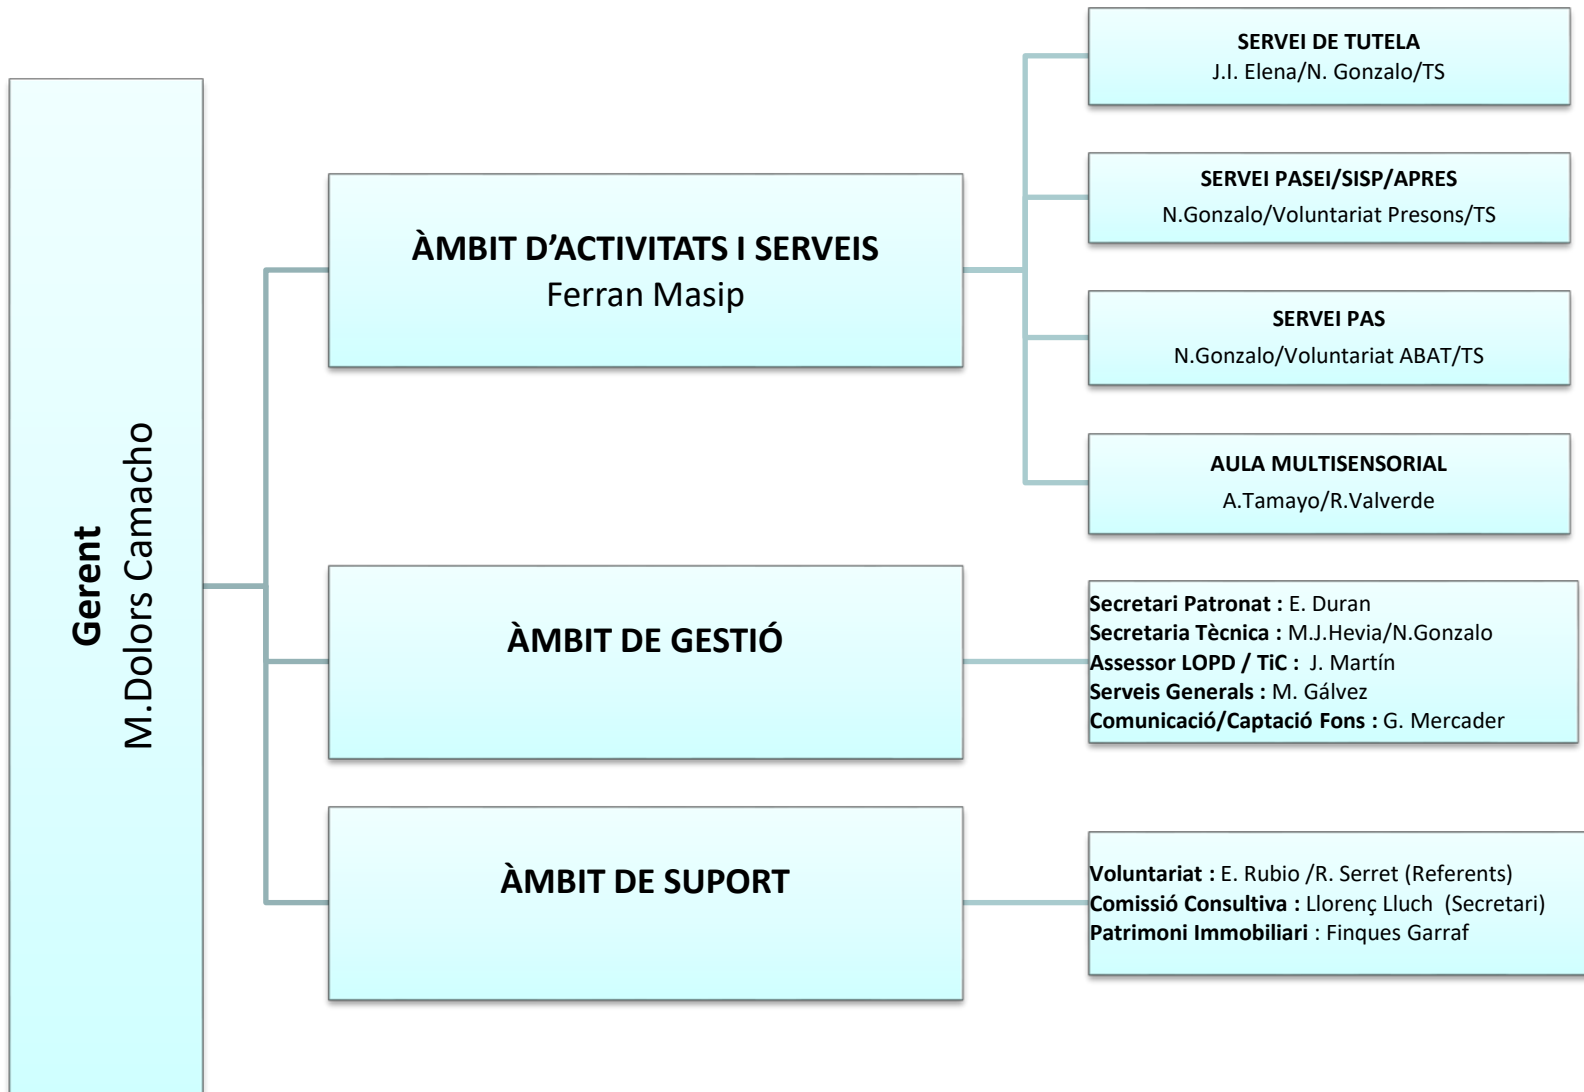 Gerent
M.Dolors Camacho
ÀMBIT D’ACTIVITATS I SERVEIS
Ferran Masip
SERVEI DE TUTELA
J.I. Elena/N. Gonzalo/TS
SERVEI PASEI/SISP/APRES
N.Gonzalo/Voluntariat Presons/TS
SERVEI PAS
N.Gonzalo/Voluntariat ABAT/TS
AULA MULTISENSORIAL
A.Tamayo/R.Valverde
ÀMBIT DE GESTIÓ
Secretari Patronat : E. Duran
Secretaria Tècnica : M.J.Hevia/N.Gonzalo
Assessor LOPD / TiC : J. Martín
Serveis Generals : M. Gálvez
Comunicació/Captació Fons : G. Mercader
ÀMBIT DE SUPORT
Voluntariat : E. Rubio /R. Serret (Referents)
Comissió Consultiva : Llorenç Lluch (Secretari)
Patrimoni Immobiliari : Finques Garraf